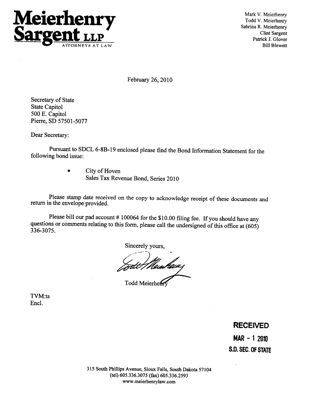 Meierhenry
Sargent LLP
ATTORNEYS AT LAW
Mark V. Meierhenry
Todd V. Meierhenry
Sabrina R. Meierhenry
Clint Sargent
Patrick J. Glover
Bill Blewett
February 26, 2010
Secretary of State
State Capitol
500 E. Capitol
Pierre, SD 57501-5077
Dear Secretary:
Pursuant to SDCL 6-8B-19 enclosed please find the Bond Information Statement for the
following bond issue:
• City of Hoven
Sales Tax Revenue Bond, Series 2010
Please stamp date received on the copy to acknowledge receipt of these documents and
return in the envelope provided.
Please bill our pad account # 100064 for the $10.00 filing fee. If you should have any
questions or comments relating to this form, please call the undersigned of this office at (605)
336-3075.
Sincerely yours,
Todd Meierhenry
Todd Meierhenry
TVM:ts
Encl.
RECEIVED
MAR - 1 2010
S.D. SEC. OF STATE
315 South Phillips Avenue, Sioux Falls, South Dakota 57104
(tel) 605.336.3075 (fax) 605.336.2593
www.meierhenrylaw.com